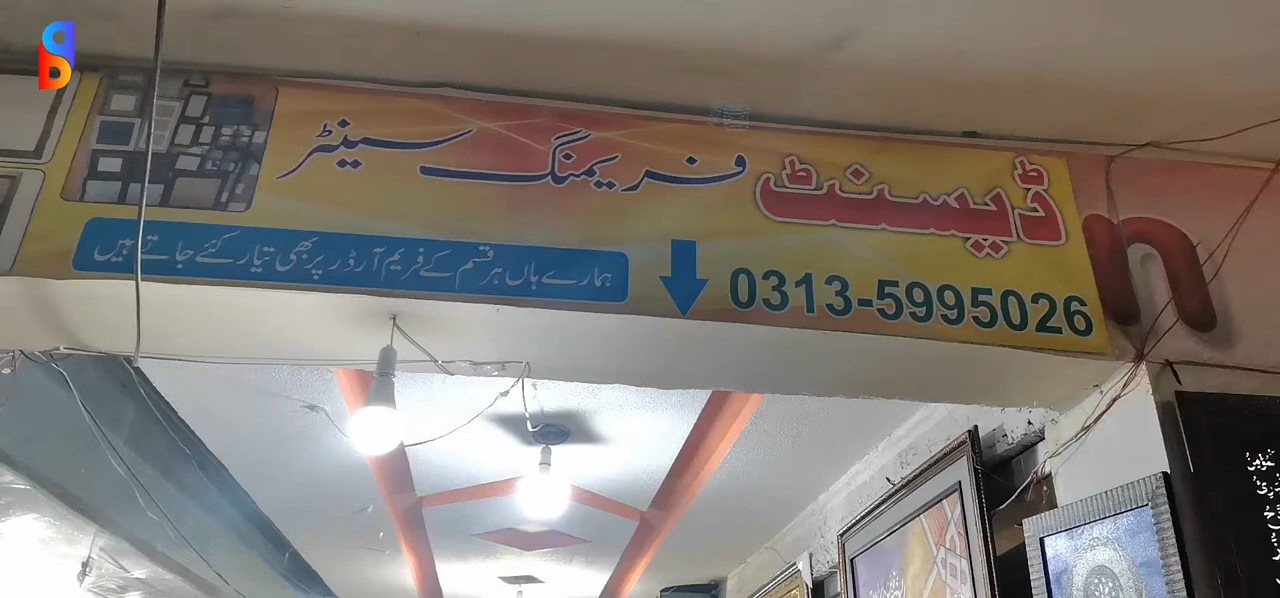 ڈیسنٹ فریمنگ سینٹر
ہمارے ہاں ہر قسم کے فریم آرڈر پر بھی تیار کئے جاتے ہیں
0313-5995026
n